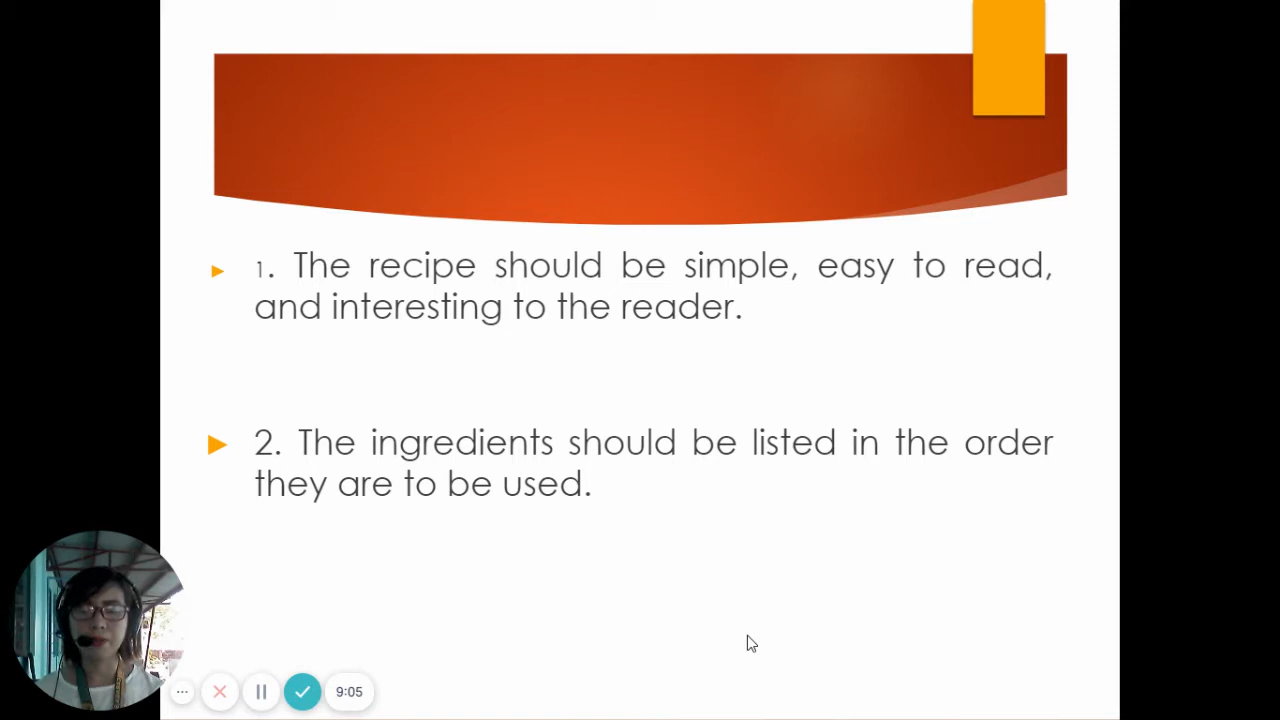 1. The recipe should be simple, easy to read,
and interesting to the reader.
2. The ingredients should be listed in the order
they are to be used.
9:05